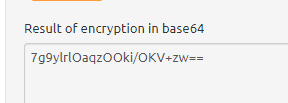 Result of encryption in base64
7g9ylrlOaqzOOki/OKV+zw==